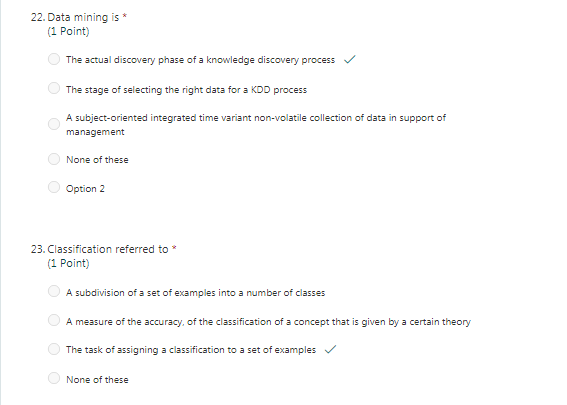 22. Data mining is *
(1 Point)
The actual discovery phase of a knowledge discovery process
The stage of selecting the right data for a KDD process
A subject-oriented integrated time variant non-volatile collection of data in support of
management
None of these
Option 2
23. Classification referred to *
(1 Point)
A subdivision of a set of examples into a number of classes
A measure of the accuracy, of the classification of a concept that is given by a certain theory
The task of assigning a classification to a set of examples
None of these